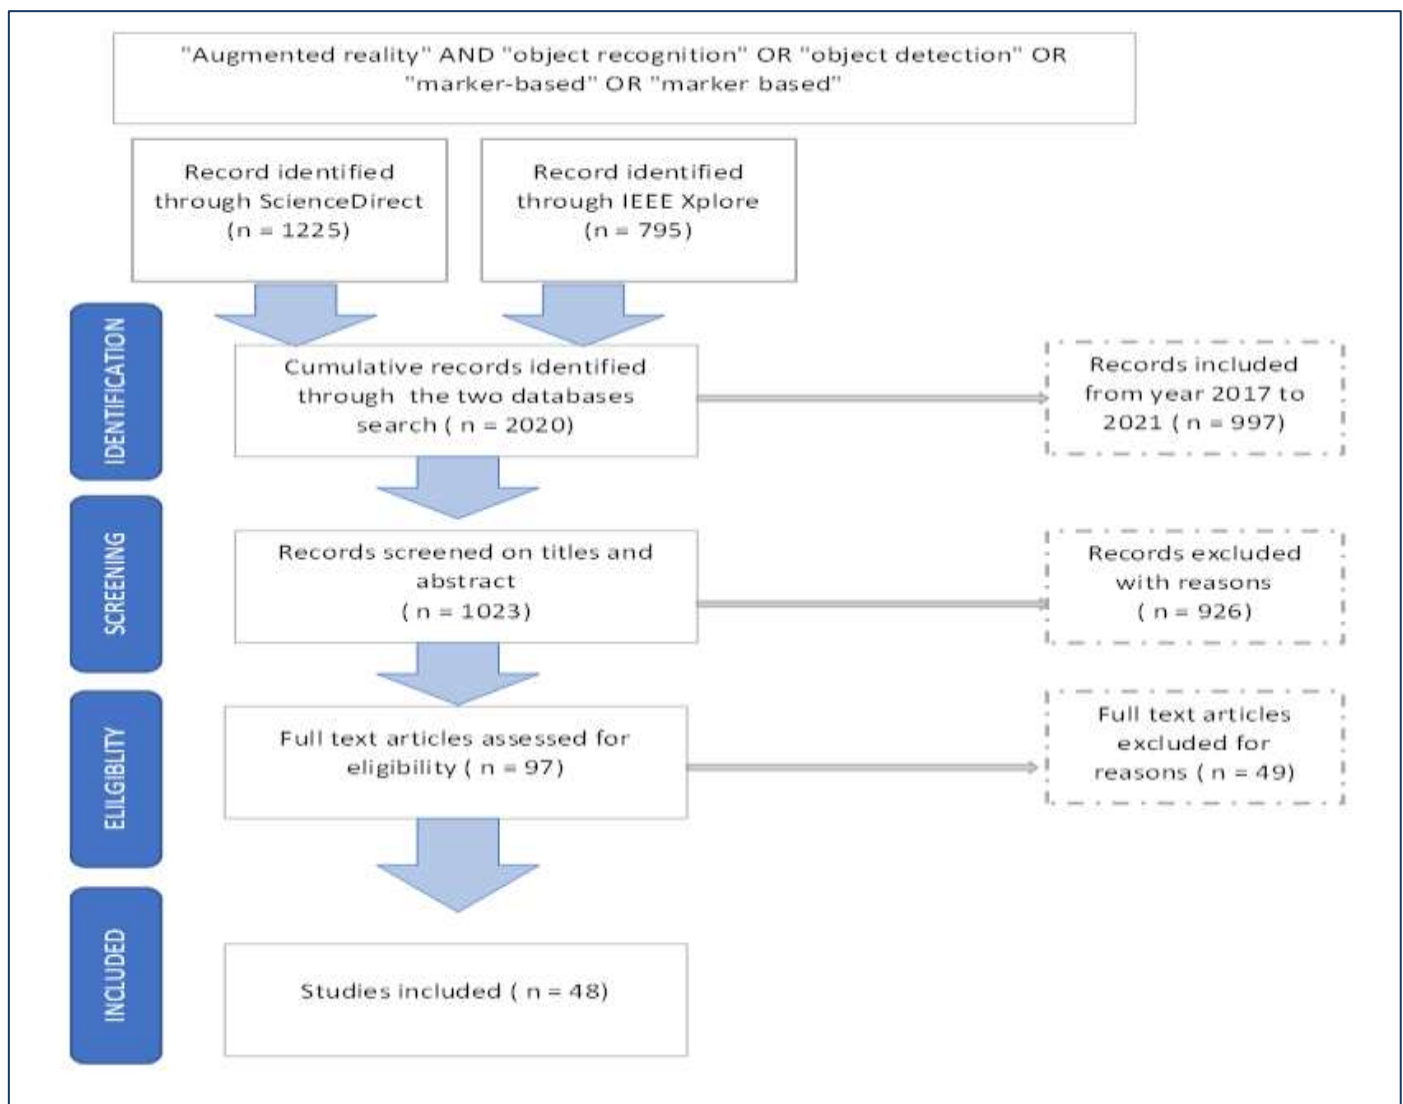 "Augmented reality" AND "object recognition" OR "object detection" OR
"marker-based" OR "marker based"
Record identified
through ScienceDirect
(n = 1225)
Record identified
through IEEE Xplore
(n = 795)
IDENTIFICATION
Cumulative records identified
through the two databases
search ( n = 2020)
Records included
from year 2017 to
2021 ( n = 997)
SCREENING
Records screened on titles and
abstract
( n = 1023)
Records excluded
with reasons
( n = 926)
ELILGIBLITY
Full text articles assessed for
eligibility ( n = 97)
Full text articles
excluded for
reasons ( n = 49)
INCLUDED
Studies included ( n = 48)